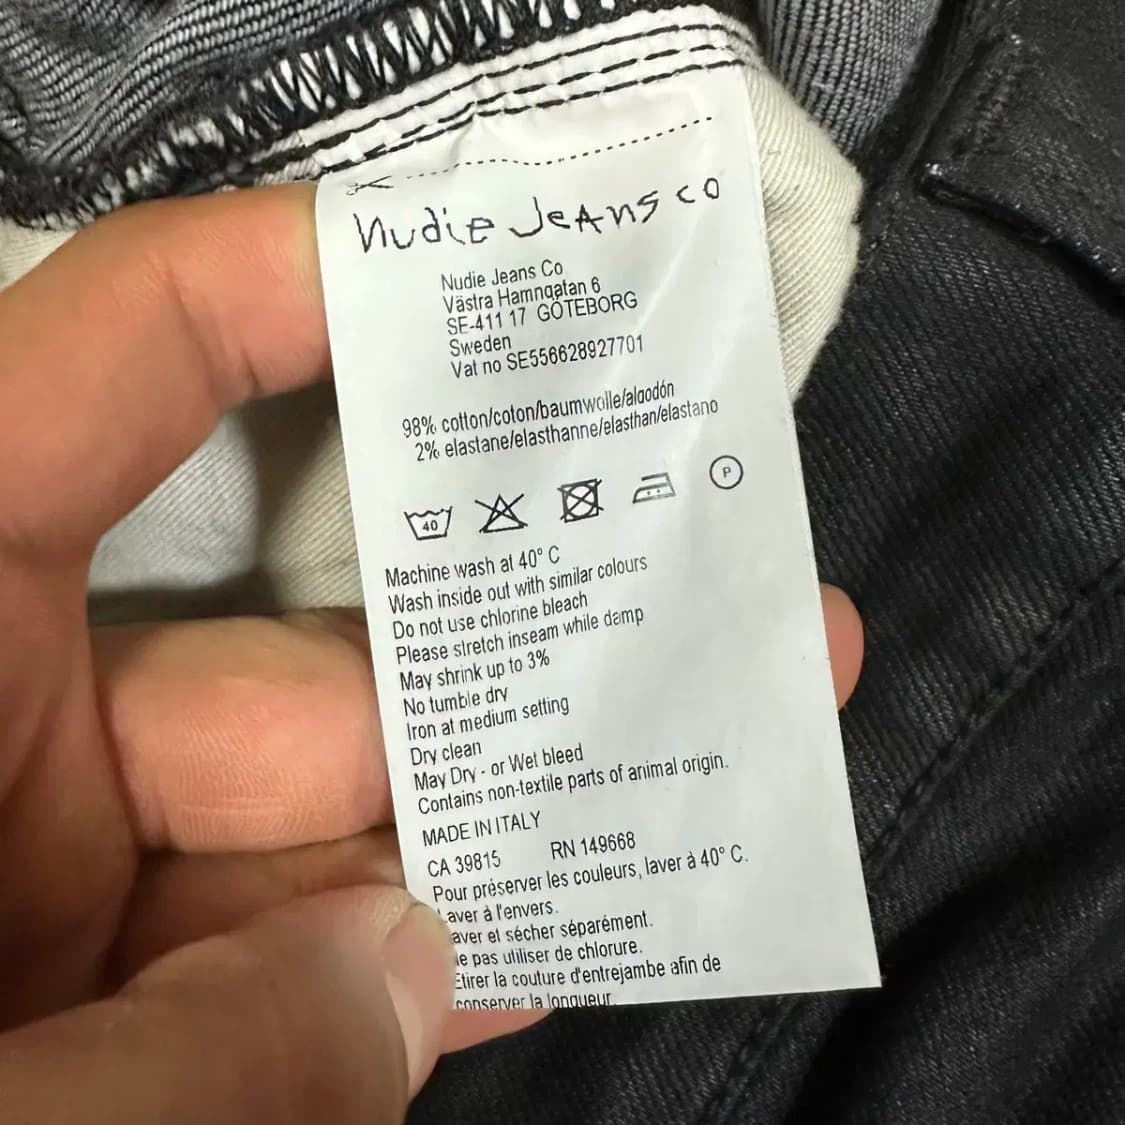 nudie Jeans co
Nudie Jeans Co
Västra Hamngatan 6
SE-411 17 GÖTEBORG
Sweden
Vat no SE556628927701
98% cotton/coton/baumwolle/algodón
2% elastane/elasthanne/elasthan/elastano
40
P
Machine wash at 40° C
Wash inside out with similar colours
Do not use chlorine bleach
Please stretch inseam while damp
May shrink up to 3%
No tumble dry
Iron at medium setting
Dry clean
May Dry - or Wet bleed
Contains non-textile parts of animal origin.
MADE IN ITALY
CA 39815 RN 149668
Pour préserver les couleurs, laver à 40° C.
Laver à l'envers.
aver et sécher séparément.
e pas utiliser de chlorure.
Etirer la couture d'entrejambe afin de
conserver la longueur